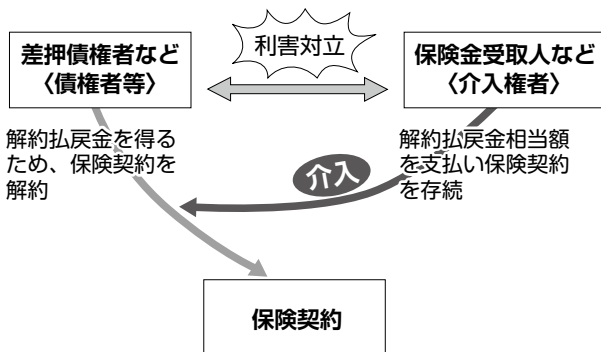 差押債権者など
〈債権者等〉
利害対立
保険金受取人など
〈介入権者〉
解約払戻金を得る
ため、保険契約を
解約
介入
解約払戻金相当額
を支払い保険契約
を存続
保険契約